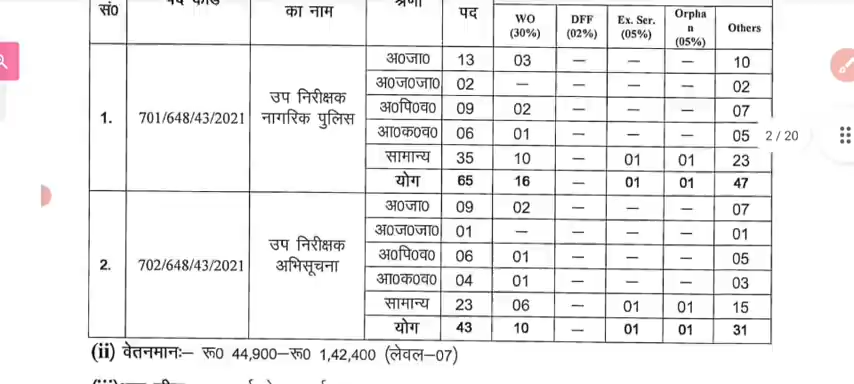 सं0 का नाम पद WO (30%) DFF (02%) Ex. Ser. (05%) Orphan (05%) Others
1. 701/648/43/2021 उप निरीक्षक नागरिक पुलिस
अ0जा0 13 03 — — — 10
अ0ज0जा0 02 — — — — 02
अ0पि0व0 09 02 — — — 07
आ0क0व0 06 01 — — — 05
सामान्य 35 10 — 01 01 23
योग 65 16 — 01 01 47
2. 702/648/43/2021 उप निरीक्षक अभिसूचना
अ0जा0 09 02 — — — 07
अ0ज0जा0 01 — — — — 01
अ0पि0व0 06 01 — — — 05
आ0क0व0 04 01 — — — 03
सामान्य 23 06 — 01 01 15
योग 43 10 — 01 01 31
2 / 20
(ii) वेतनमानः– रू0 44,900–रू0 1,42,400 (लेवल–07)